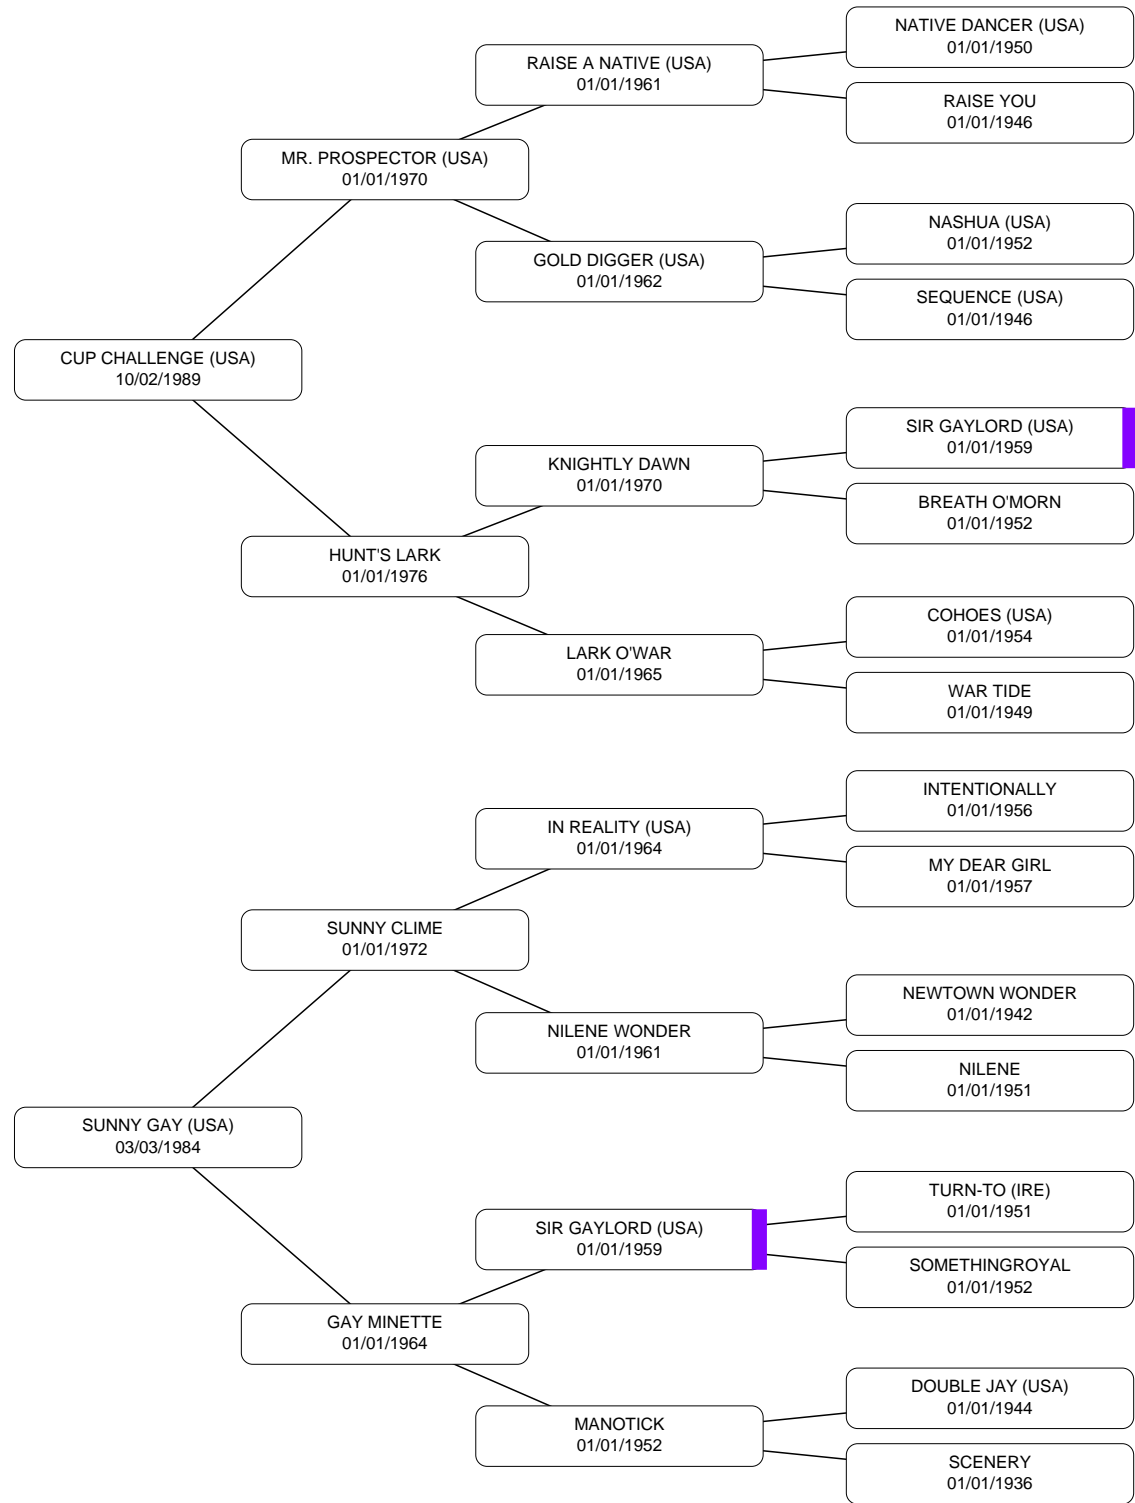 NATIVE DANCER (USA)
01/01/1950
RAISE A NATIVE (USA)
01/01/1961
RAISE YOU
01/01/1946
MR. PROSPECTOR (USA)
01/01/1970
NASHUA (USA)
01/01/1952
GOLD DIGGER (USA)
01/01/1962
SEQUENCE (USA)
01/01/1946
CUP CHALLENGE (USA)
10/02/1989
SIR GAYLORD (USA)
01/01/1959
KNIGHTLY DAWN
01/01/1970
BREATH O'MORN
01/01/1952
HUNT'S LARK
01/01/1976
COHOES (USA)
01/01/1954
LARK O'WAR
01/01/1965
WAR TIDE
01/01/1949
INTENTIONALLY
01/01/1956
IN REALITY (USA)
01/01/1964
MY DEAR GIRL
01/01/1957
SUNNY CLIME
01/01/1972
NEWTOWN WONDER
01/01/1942
NILENE WONDER
01/01/1961
NILENE
01/01/1951
SUNNY GAY (USA)
03/03/1984
TURN-TO (IRE)
01/01/1951
SIR GAYLORD (USA)
01/01/1959
SOMETHINGROYAL
01/01/1952
GAY MINETTE
01/01/1964
DOUBLE JAY (USA)
01/01/1944
MANOTICK
01/01/1952
SCENERY
01/01/1936